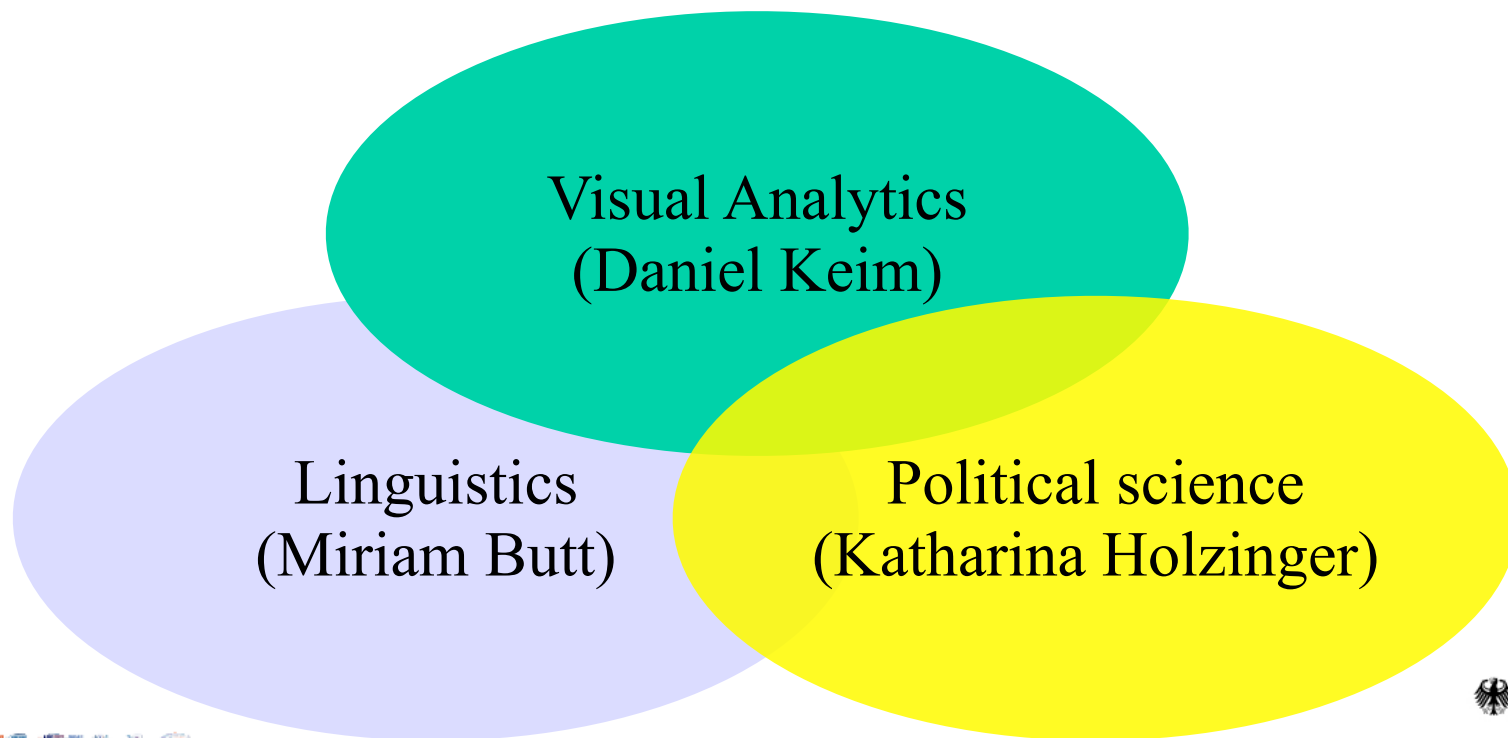 Visual Analytics
(Daniel Keim)
Linguistics
(Miriam Butt)
Political science
(Katharina Holzinger)